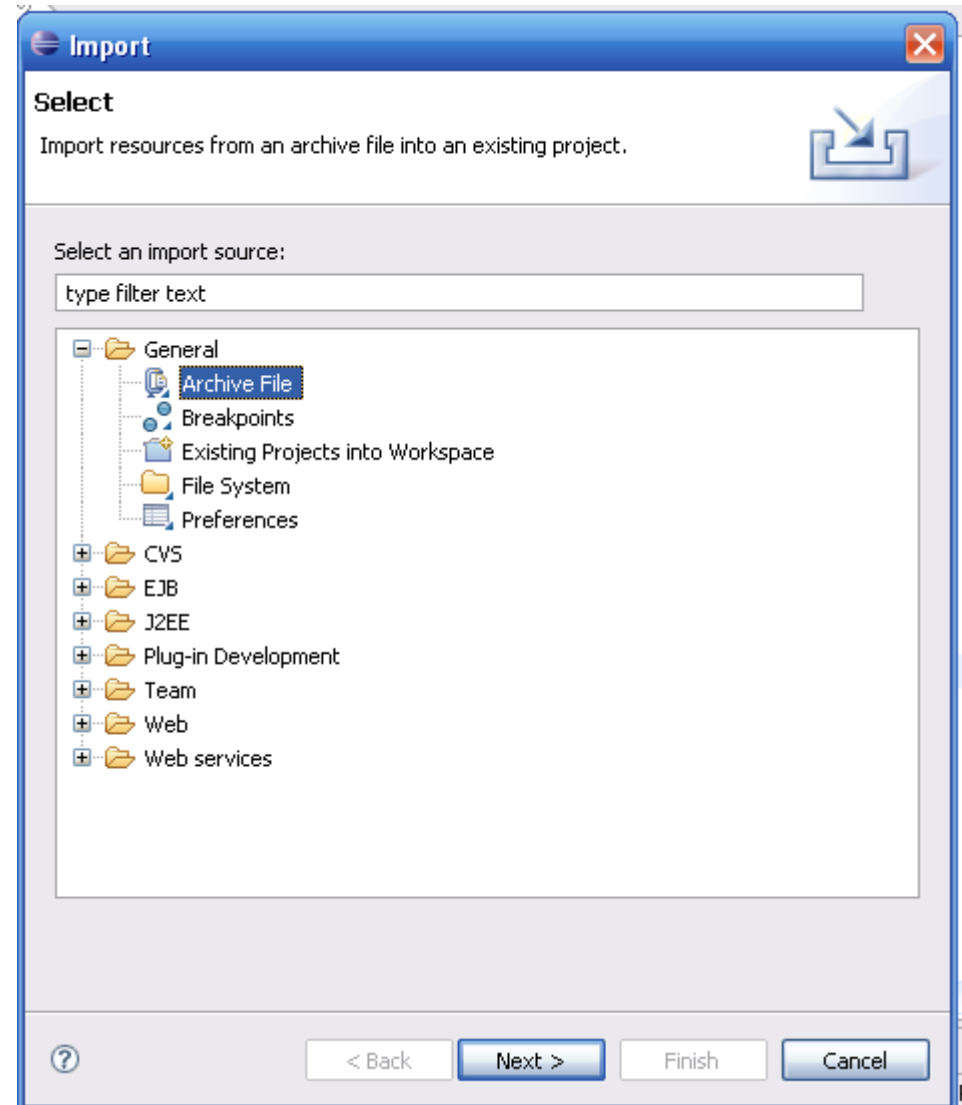 Import
Select
Import resources from an archive file into an existing project.
Select an import source:
type filter text
General
Archive File
Breakpoints
Existing Projects into Workspace
File System
Preferences
CVS
EJB
J2EE
Plug-in Development
Team
Web
Web services
< Back Next > Finish Cancel